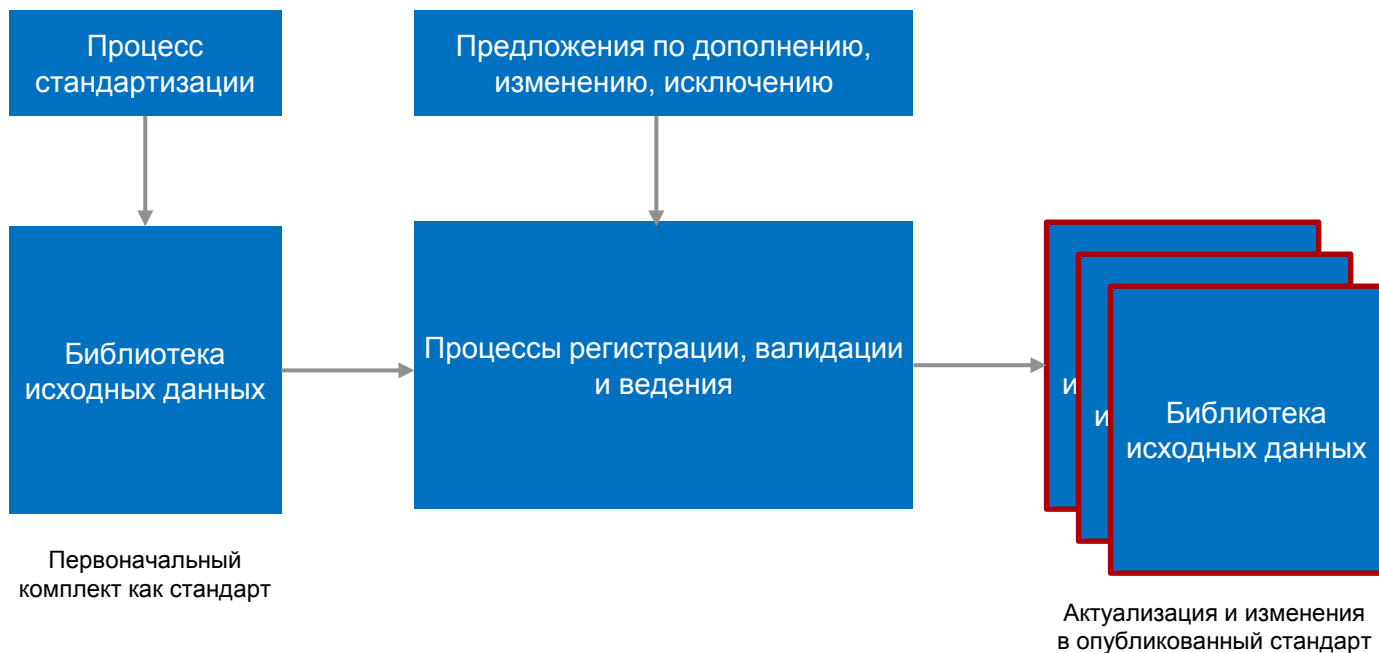 Процесс
стандартизации
Предложения по дополнению,
изменению, исключению
Библиотека
исходных данных
Процессы регистрации, валидации
и ведения
и
и
Библиотека
исходных данных
Первоначальный
комплект как стандарт
Актуализация и изменения
в опубликованный стандарт